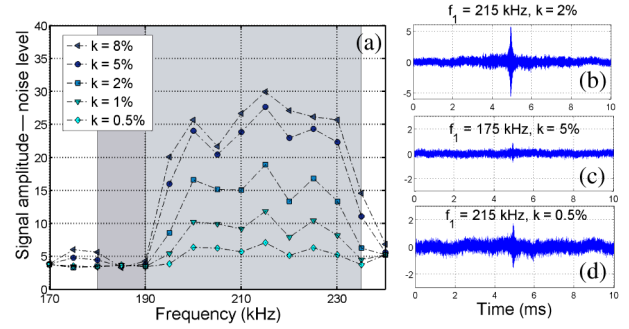 Signal amplitude— noise level
40
35
30
25
20
15
10
5
0
170
190
210
230
Frequency (kHz)
(a)
k = 8%
k = 5%
k = 2%
k = 1%
k = 0.5%
f1 = 215 kHz, k = 2%
5
0
-5
0 2 4 6 8 10
(b)
f1 = 175 kHz, k = 5%
2
0
-2
0 2 4 6 8 10
(c)
f1 = 215 kHz, k = 0.5%
2
0
-2
0 2 4 6 8 10
(d)
Time (ms)